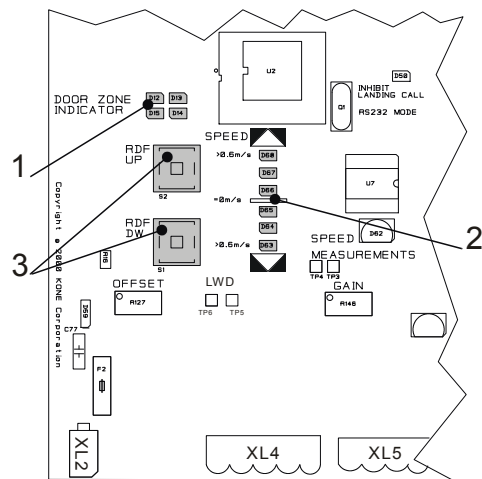 U2
D50
INHIBIT
LANDING CALL
Q1
RS232 MODE
DOOR ZONE
INDICATOR
D12
D13
D15
D14
1
SPEED
>0.6m/s
D68
D67
D66
=0m/s
D65
D64
>0.6m/s
D63
2
RDF
UP
S2
3
RDF
DW
S1
U7
D62
SPEED
MEASUREMENTS
TP4
TP3
R16
OFFSET
R127
LWD
TP6
TP5
GAIN
R146
Copyright © 2000 KONE Corporation
D59
C77
F2
XL2
XL4
XL5